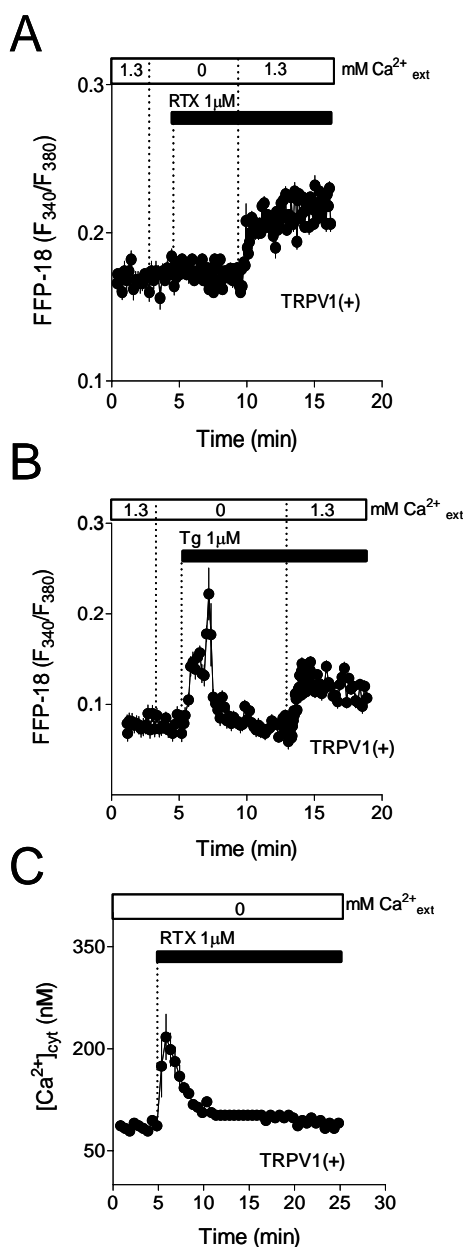 A
1.3 0 1.3 mM Ca2+ ext
0.3
RTX 1μM
FFP-18 (F340/F380)
0.2
TRPV1(+)
0.1
0 5 10 15 20
Time (min)
B
1.3 0 1.3 mM Ca2+ ext
0.3
Tg 1μM
FFP-18 (F340/F380)
0.2
0.1
TRPV1(+)
0 5 10 15 20
Time (min)
C
0 mM Ca2+ ext
350
RTX 1μM
[Ca2+]cyt (nM)
200
50
TRPV1(+)
0 5 10 15 20 25 30
Time (min)